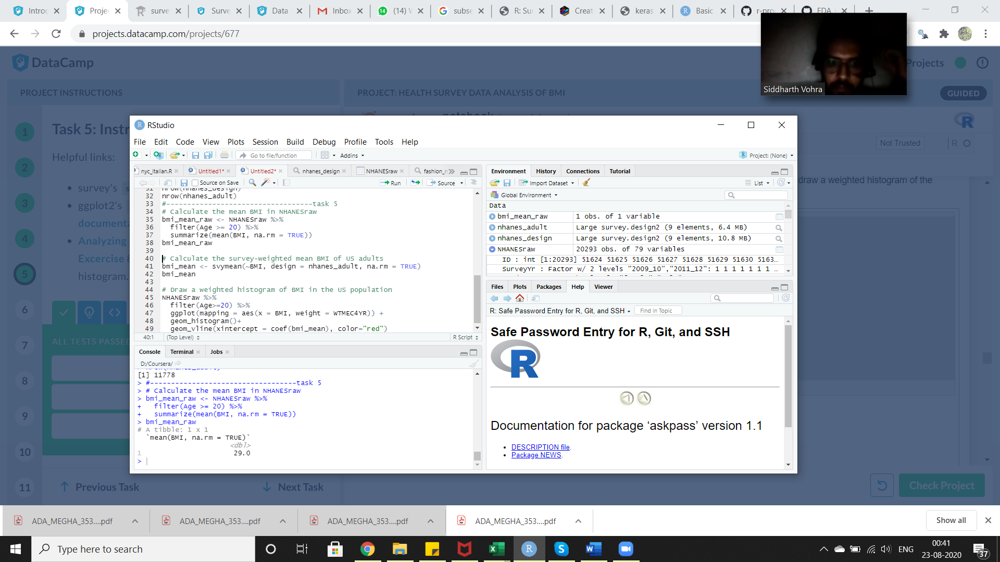 Introc
Projec
surve
Surve
Data
Inbox
(14) V
subse
R: Sur
Creat
keras
Basic
r-pro
EDA
projects.datacamp.com/projects/677
DataCamp
Projects
Siddharth Vohra
PROJECT INSTRUCTIONS
PROJECT: HEALTH SURVEY DATA ANALYSIS OF BMI
GUIDED
notebook
Task 5: Instr
Helpful links:
survey's
ggplot2's
documenta
Analyzing
Excercise 8
histogram.
Not Trusted
R
draw a weighted histogram of the
1
2
3
4
5
6
7
8
9
10
11
ALL TESTS PASSED
Previous Task
Next Task
Check Project
RStudio
File Edit Code View Plots Session Build Debug Profile Tools Help
Go to file/function
Addins
Project: (None)
nyc_italian.R
Untitled1*
Untitled2*
nhanes_design
NHANESraw
fashion_r
Source on Save
Run
Source
31 nrow(nhanes_design)
32 nrow(nhanes_adult)
33 #-----------------------------------task 5
34 # Calculate the mean BMI in NHANESraw
35 bmi_mean_raw <- NHANESraw %>%
36 filter(Age >= 20) %>%
37 summarize(mean(BMI, na.rm = TRUE))
38 bmi_mean_raw
39
40 # Calculate the survey-weighted mean BMI of US adults
41 bmi_mean <- svymean(~BMI, design = nhanes_adult, na.rm = TRUE)
42 bmi_mean
43
44 # Draw a weighted histogram of BMI in the US population
45 NHANESraw %>%
46 filter(Age>=20) %>%
47 ggplot(mapping = aes(x = BMI, weight = WTMEC4YR)) +
48 geom_histogram()+
49 geom_vline(xintercept = coef(bmi_mean), color="red")
40:1 (Top Level) R Script
Console Terminal Jobs
D:/Coursera/
> nrow(nhanes_adult)
[1] 11778
> #-----------------------------------task 5
> # Calculate the mean BMI in NHANESraw
> bmi_mean_raw <- NHANESraw %>%
+ filter(Age >= 20) %>%
+ summarize(mean(BMI, na.rm = TRUE))
> bmi_mean_raw
# A tibble: 1 x 1
`mean(BMI, na.rm = TRUE)`
<dbl>
1 29.0
>
Environment History Connections Tutorial
Import Dataset
List
Global Environment
Data
bmi_mean_raw 1 obs. of 1 variable
nhanes_adult Large survey.design2 (9 elements, 6.4 MB)
nhanes_design Large survey.design2 (9 elements, 10.8 MB)
NHANESraw 20293 obs. of 79 variables
ID : int [1:20293] 51624 51625 51626 51627 51628 51629 51630 5163…
SurveyYr : Factor w/ 2 levels "2009_10","2011_12": 1 1 1 1 1 1 1 …
Files Plots Packages Help Viewer
R: Safe Password Entry for R, Git, and SSH
Find in Topic
Safe Password Entry for R, Git, and SSH
R
Documentation for package ‘askpass’ version 1.1
DESCRIPTION file.
Package NEWS.
ADA_MEGHA_353....pdf
ADA_MEGHA_353....pdf
ADA_MEGHA_353....pdf
ADA_MEGHA_353....pdf
Show all
Type here to search
ENG
00:41
23-08-2020
37